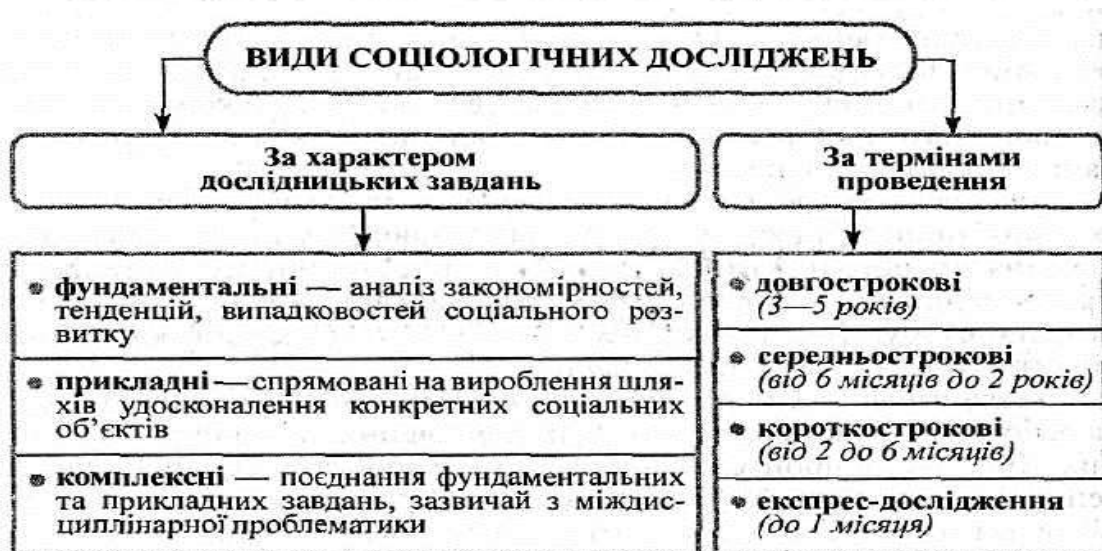 ВИДИ СОЦІОЛОГІЧНИХ ДОСЛІДЖЕНЬ
За характером
дослідницьких завдань
фундаментальні — аналіз закономірностей,
тенденцій, випадковостей соціального роз-
витку
прикладні — спрямовані на вироблення шля-
хів удосконалення конкретних соціальних
об’єктів
комплексні — поєднання фундаментальних
та прикладних завдань, зазвичай з міждис-
циплінарної проблематики
За термінами
проведення
довгострокові
(3—5 років)
середньострокові
(від 6 місяців до 2 років)
короткострокові
(від 2 до 6 місяців)
експрес-дослідження
(до 1 місяця)